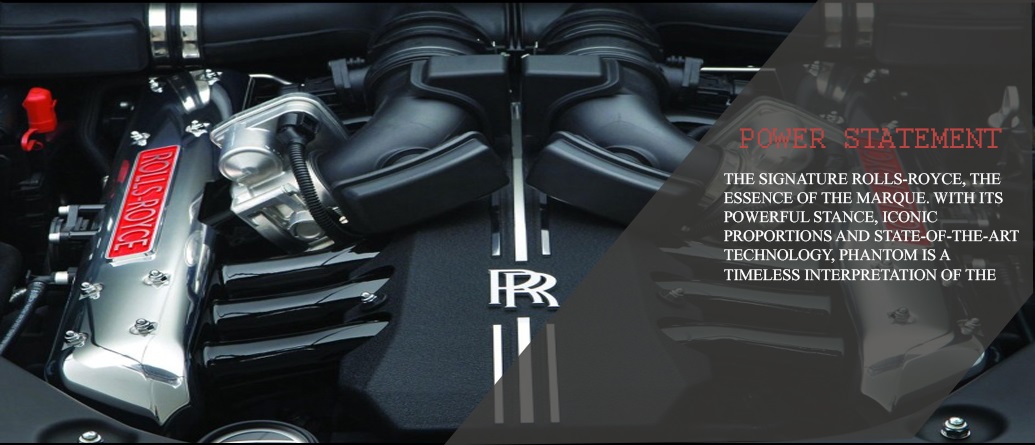 ROLLS-ROYCE
RR
POWER STATEMENT
THE SIGNATURE ROLLS-ROYCE, THE
ESSENCE OF THE MARQUE. WITH ITS
POWERFUL STANCE, ICONIC
PROPORTIONS AND STATE-OF-THE-ART
TECHNOLOGY, PHANTOM IS A
TIMELESS INTERPRETATION OF THE